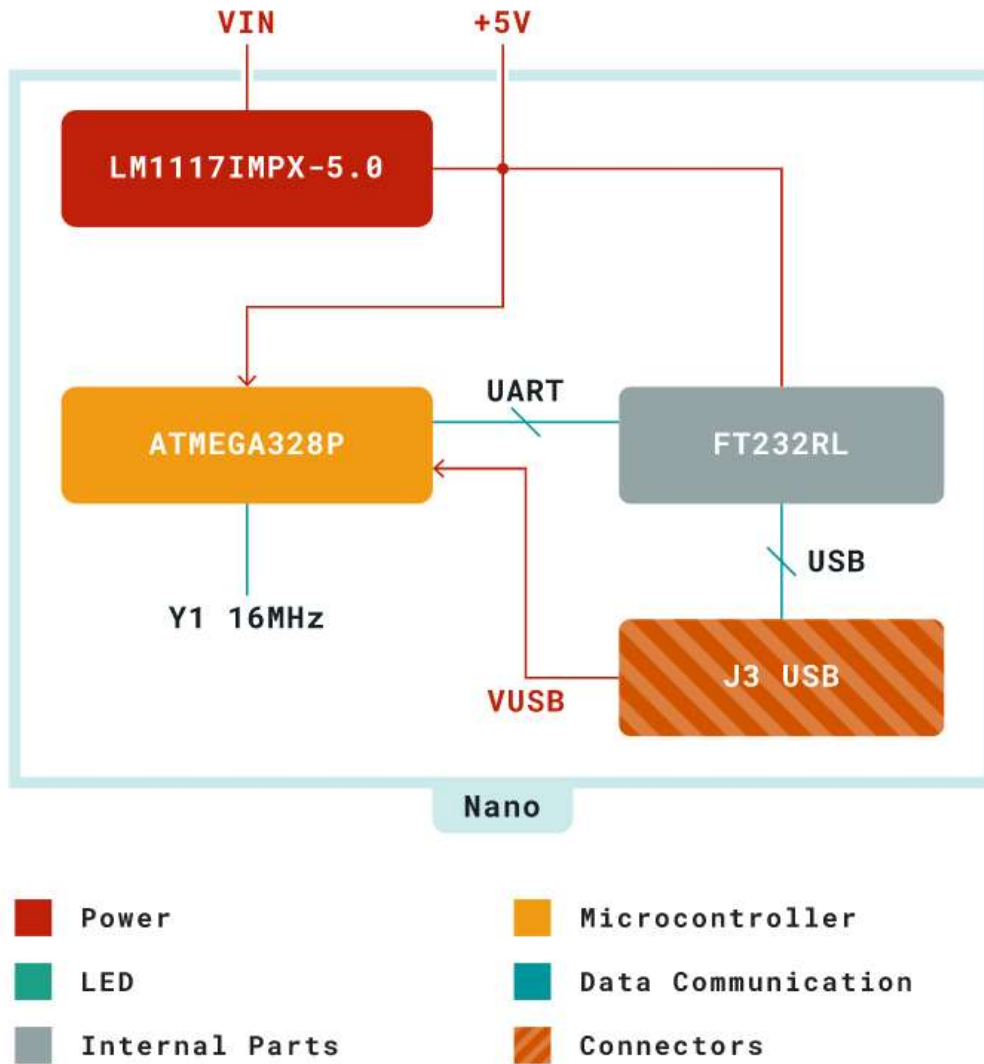 VIN
+5V
LM1117IMPX-5.0
UART
ATMEGA328P
FT232RL
USB
Y1 16MHz
J3 USB
VUSB
Nano
Power
Microcontroller
LED
Data Communication
Internal Parts
Connectors